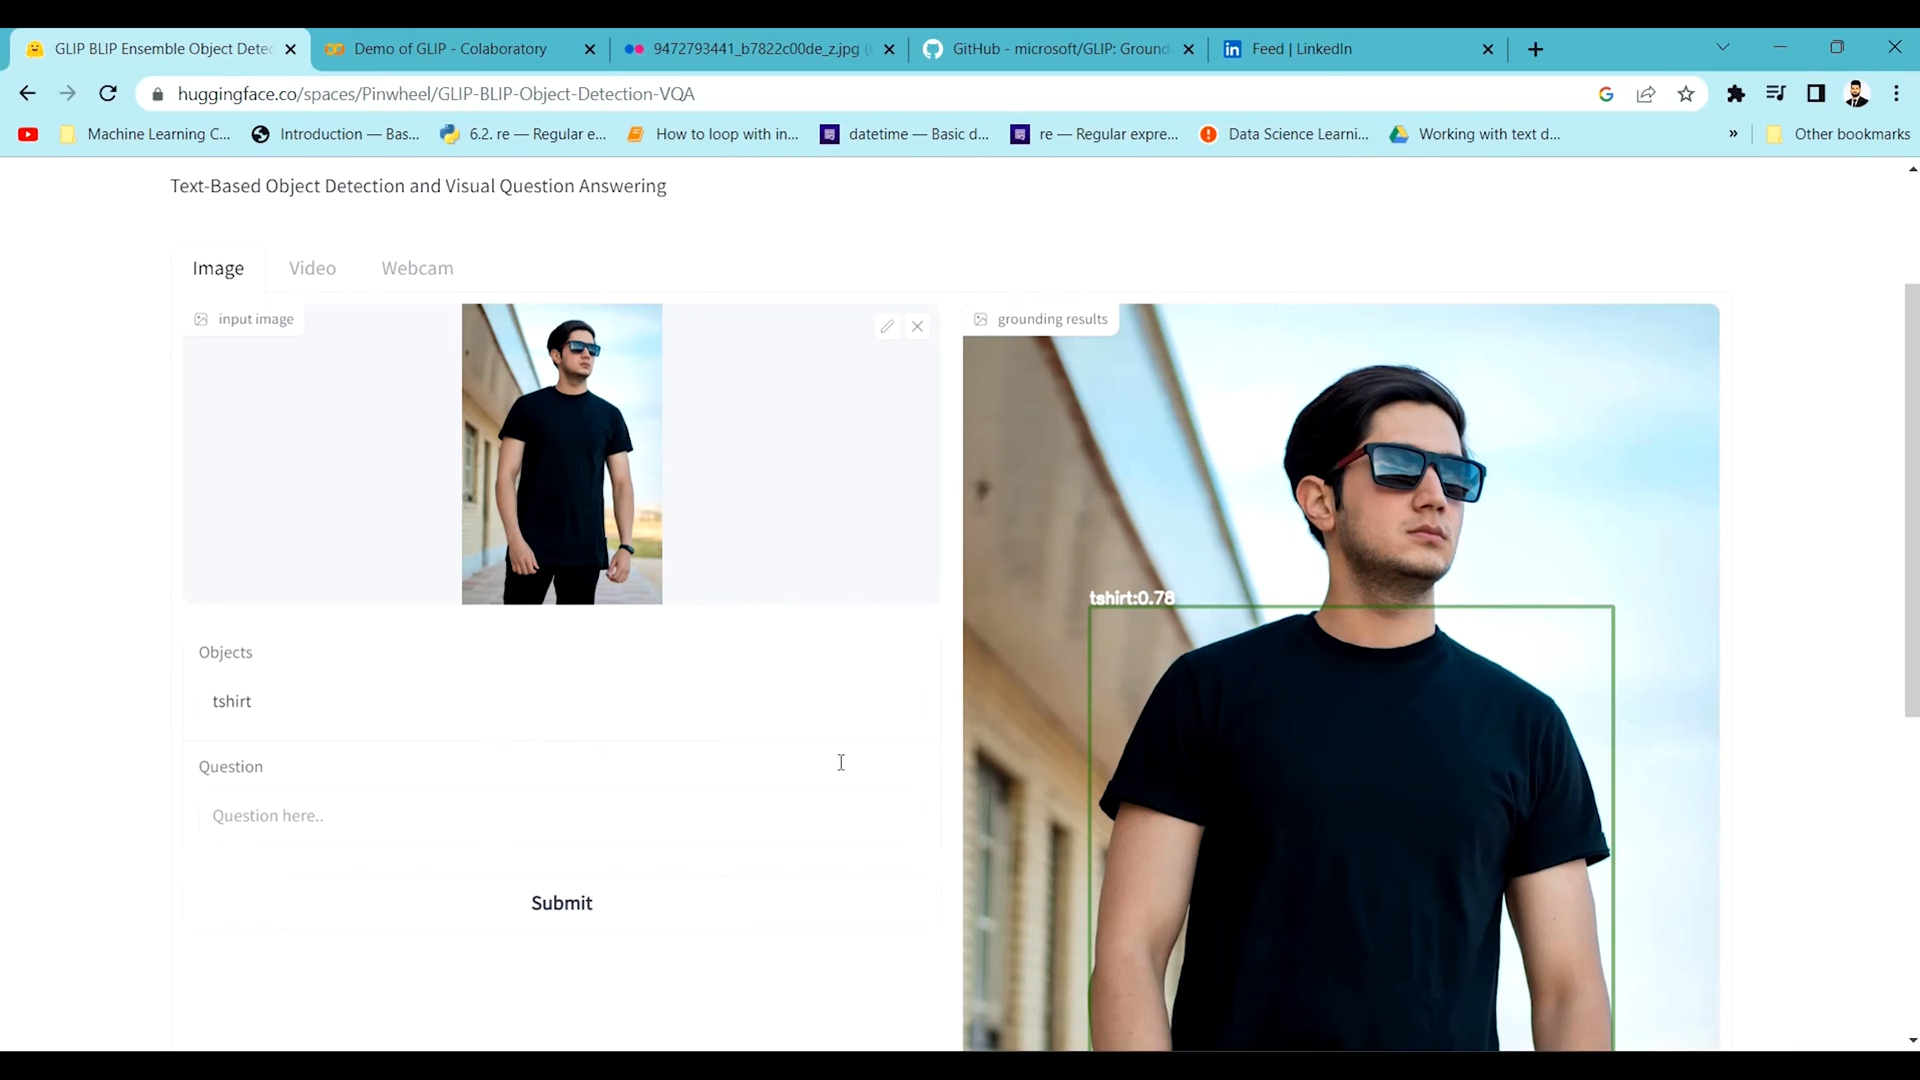 GLIP BLIP Ensemble Object Detec
Demo of GLIP - Colaboratory
9472793441_b7822c00de_z.jpg (
GitHub - microsoft/GLIP: Ground
Feed | LinkedIn
huggingface.co/spaces/Pinwheel/GLIP-BLIP-Object-Detection-VQA
Machine Learning C...
Introduction — Bas...
6.2. re — Regular e...
How to loop with in...
datetime — Basic d...
re — Regular expre...
Data Science Learni...
Working with text d...
»
Other bookmarks
Text-Based Object Detection and Visual Question Answering
Image Video Webcam
input image
grounding results
tshirt:0.78
Objects
tshirt
Question
Question here..
Submit